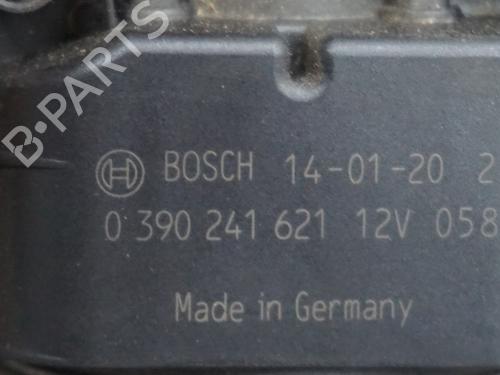 B-PARTS
BOSCH 14-01-20 2
0 390 241 621 12V 058
Made in Germany